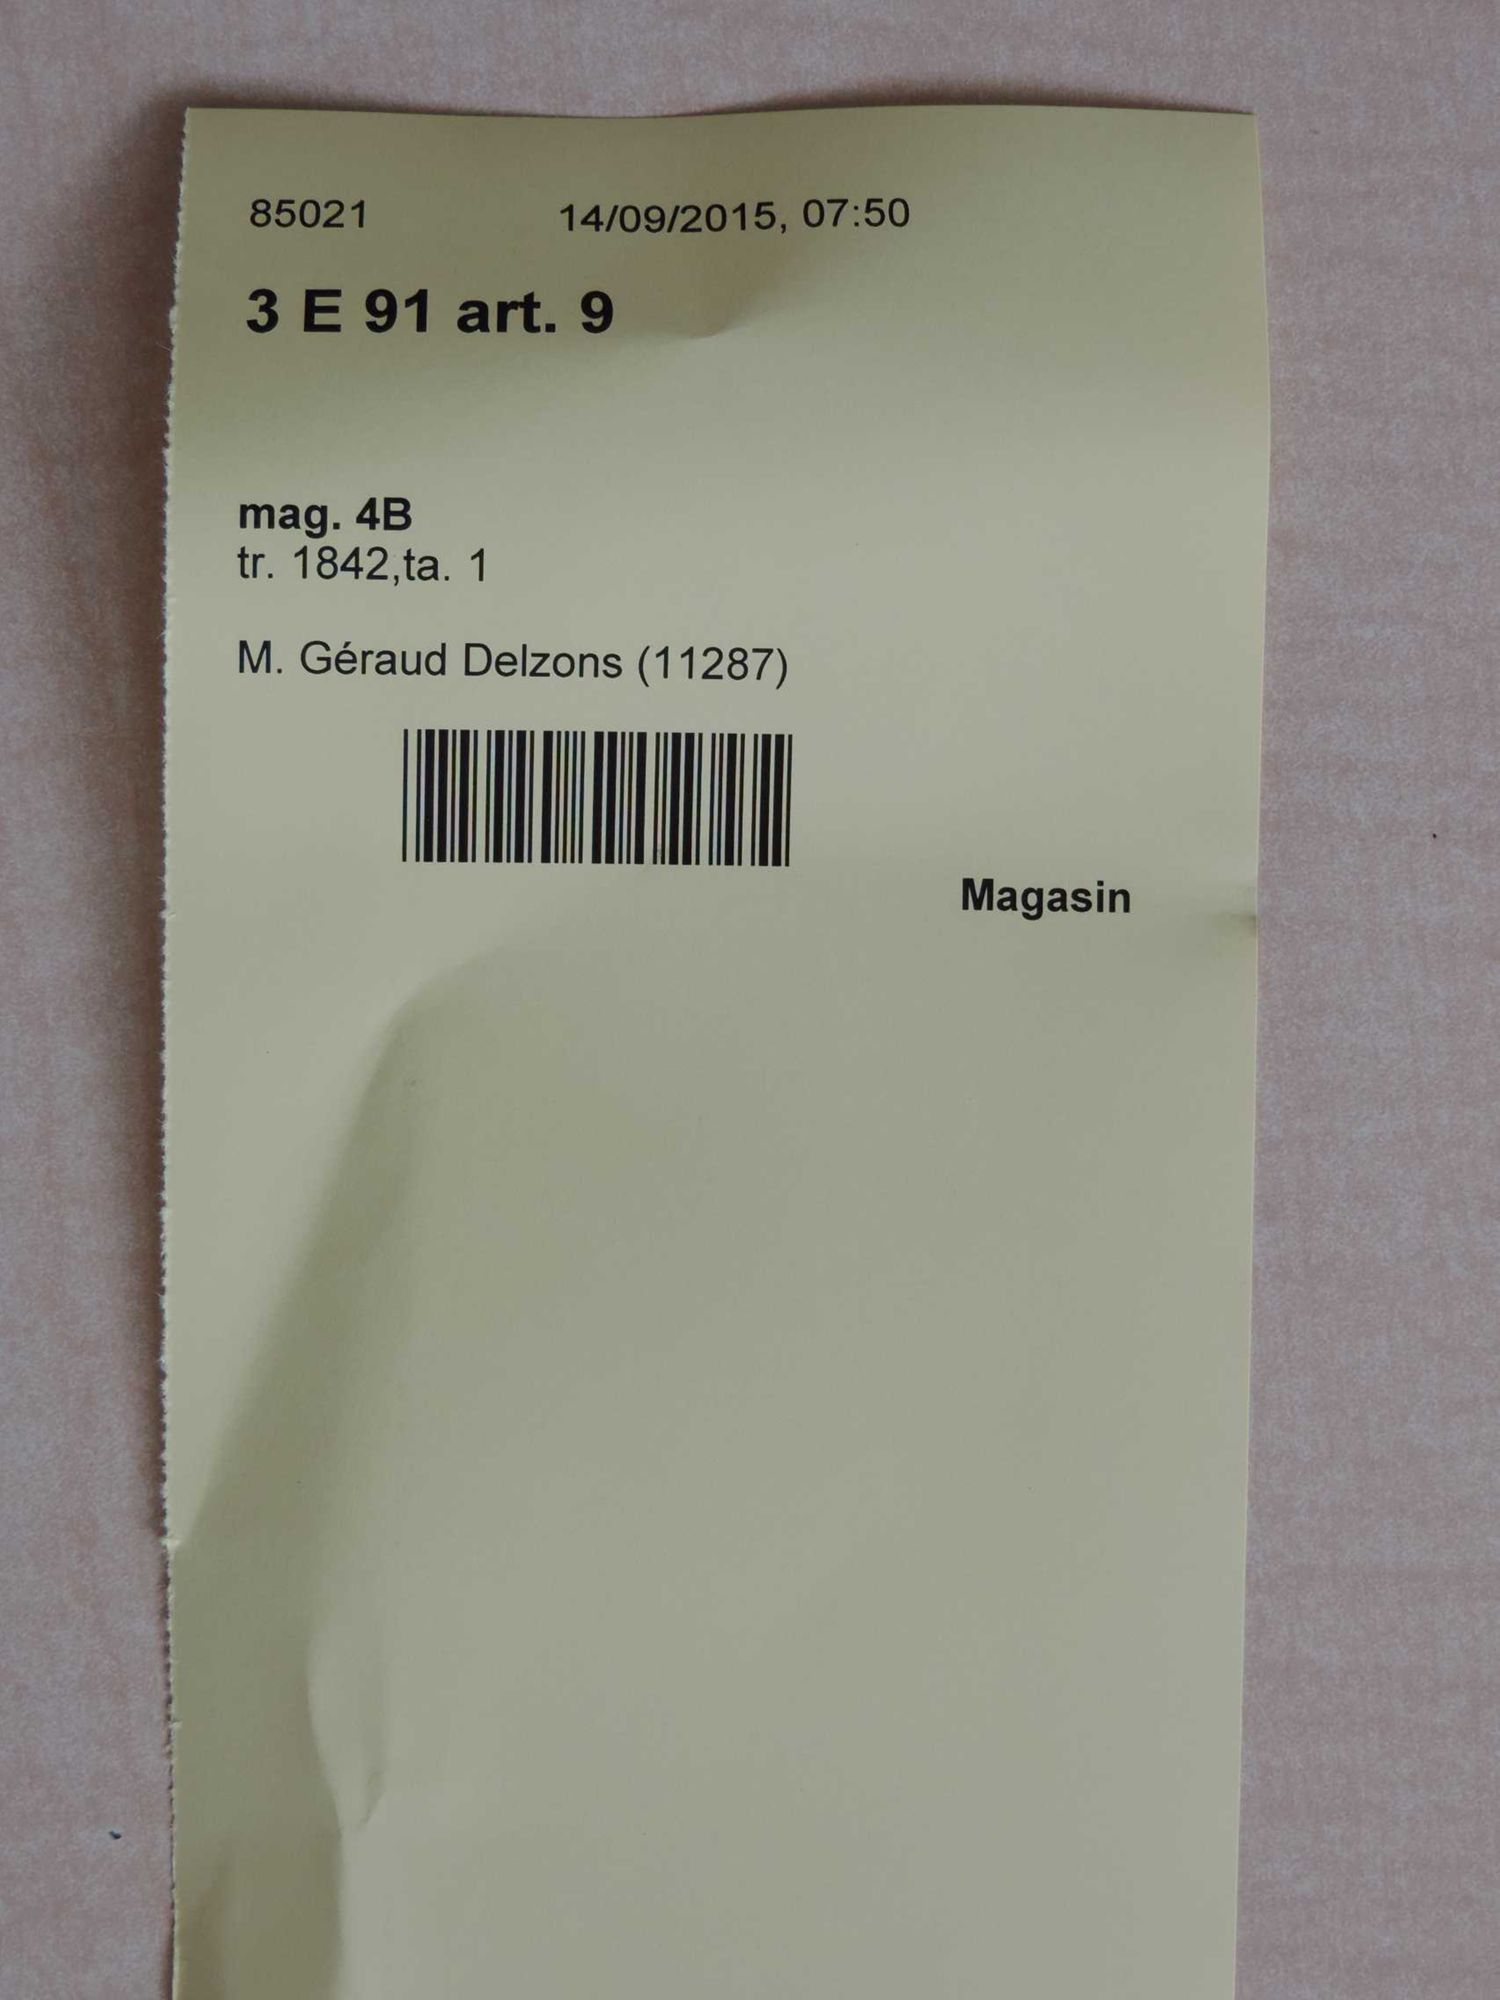 85021 14/09/2015, 07:50
3 E 91 art. 9
mag. 4B
tr. 1842,ta. 1
M. Géraud Delzons (11287)
Magasin